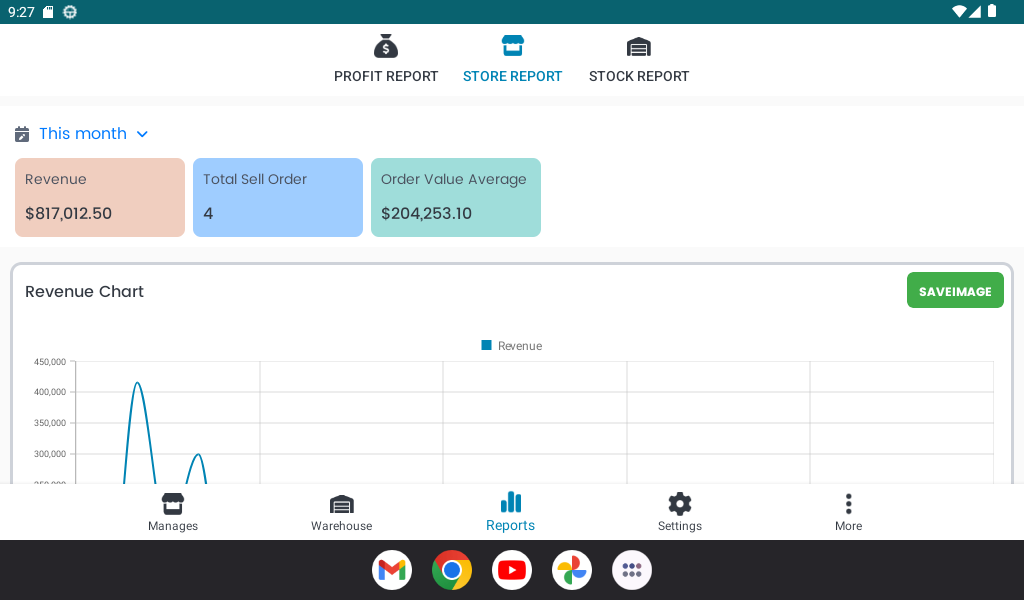 9:27
PROFIT REPORT
STORE REPORT
STOCK REPORT
This month
Revenue
$817,012.50
Total Sell Order
4
Order Value Average
$204,253.10
Revenue Chart
SAVEIMAGE
Revenue
450,000
400,000
350,000
300,000
250,000
Manages
Warehouse
Reports
Settings
More